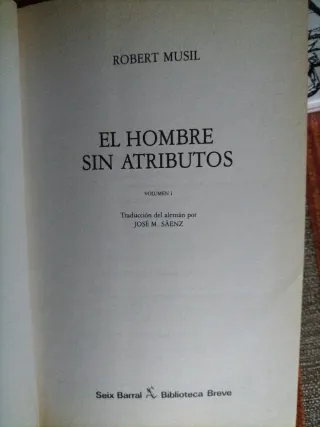 ROBERT MUSIL
EL HOMBRE
SIN ATRIBUTOS
VOLUMEN I
Traducción del alemán por
JOSÉ M. SÁENZ
Seix Barral Biblioteca Breve